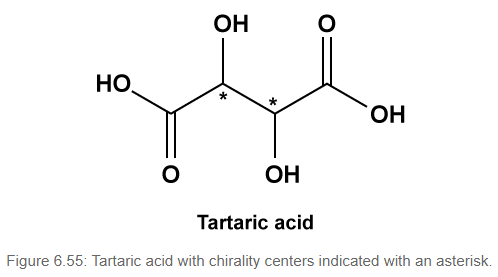 OH
O
HO
*
*
OH
O
OH
Tartaric acid
Figure 6.55: Tartaric acid with chirality centers indicated with an asterisk.